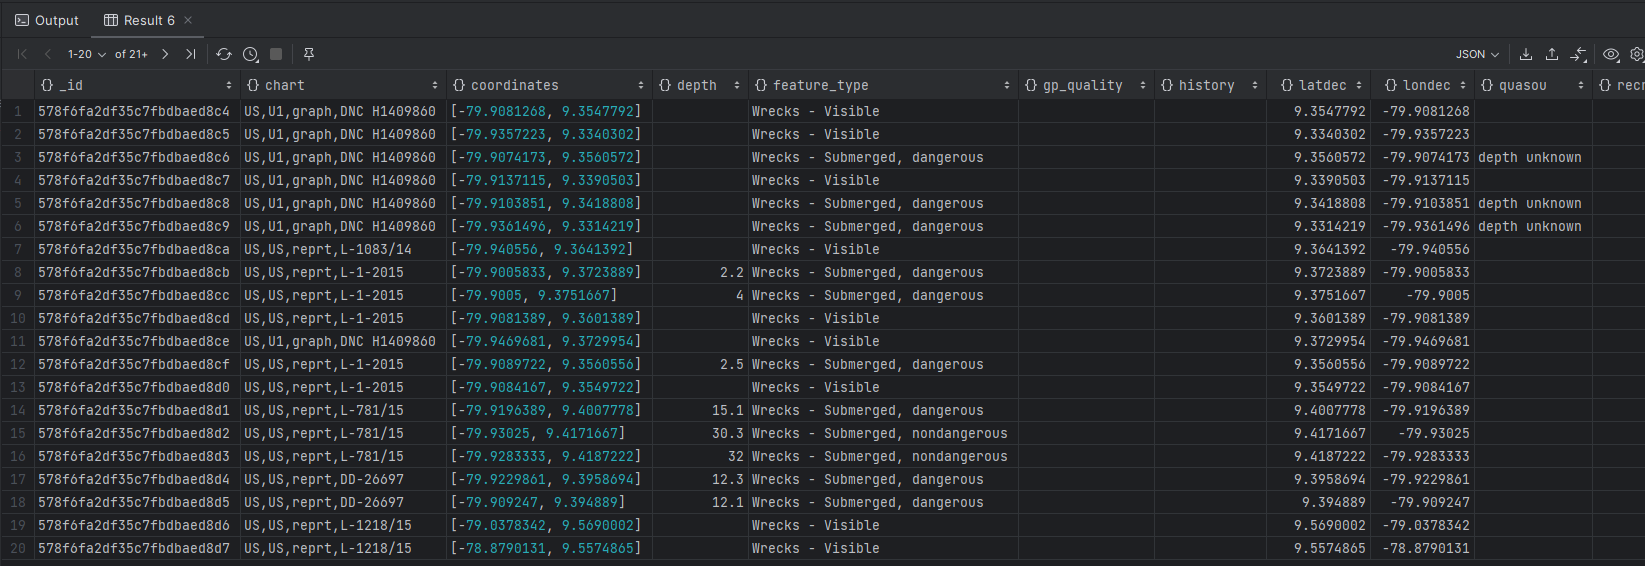 Output Result 6
1-20 of 21+ JSON
_id chart coordinates depth feature_type gp_quality history latdec londec quasou recr
1 578f6fa2df35c7fbdbaed8c4 US,U1,graph,DNC H1409860 [-79.9081268, 9.3547792] Wrecks - Visible 9.3547792 -79.9081268
2 578f6fa2df35c7fbdbaed8c5 US,U1,graph,DNC H1409860 [-79.9357223, 9.3340302] Wrecks - Visible 9.3340302 -79.9357223
3 578f6fa2df35c7fbdbaed8c6 US,U1,graph,DNC H1409860 [-79.9074173, 9.3560572] Wrecks - Submerged, dangerous 9.3560572 -79.9074173 depth unknown
4 578f6fa2df35c7fbdbaed8c7 US,U1,graph,DNC H1409860 [-79.9137115, 9.3390503] Wrecks - Visible 9.3390503 -79.9137115
5 578f6fa2df35c7fbdbaed8c8 US,U1,graph,DNC H1409860 [-79.9103851, 9.3418808] Wrecks - Submerged, dangerous 9.3418808 -79.9103851 depth unknown
6 578f6fa2df35c7fbdbaed8c9 US,U1,graph,DNC H1409860 [-79.9361496, 9.3314219] Wrecks - Submerged, dangerous 9.3314219 -79.9361496 depth unknown
7 578f6fa2df35c7fbdbaed8ca US,US,reprt,L-1083/14 [-79.940556, 9.3641392] Wrecks - Visible 9.3641392 -79.940556
8 578f6fa2df35c7fbdbaed8cb US,US,reprt,L-1-2015 [-79.9005833, 9.3723889] 2.2 Wrecks - Submerged, dangerous 9.3723889 -79.9005833
9 578f6fa2df35c7fbdbaed8cc US,US,reprt,L-1-2015 [-79.9005, 9.3751667] 4 Wrecks - Submerged, dangerous 9.3751667 -79.9005
10 578f6fa2df35c7fbdbaed8cd US,US,reprt,L-1-2015 [-79.9081389, 9.3601389] Wrecks - Visible 9.3601389 -79.9081389
11 578f6fa2df35c7fbdbaed8ce US,U1,graph,DNC H1409860 [-79.9469681, 9.3729954] Wrecks - Visible 9.3729954 -79.9469681
12 578f6fa2df35c7fbdbaed8cf US,US,reprt,L-1-2015 [-79.9089722, 9.3560556] 2.5 Wrecks - Submerged, dangerous 9.3560556 -79.9089722
13 578f6fa2df35c7fbdbaed8d0 US,US,reprt,L-1-2015 [-79.9084167, 9.3549722] Wrecks - Visible 9.3549722 -79.9084167
14 578f6fa2df35c7fbdbaed8d1 US,US,reprt,L-781/15 [-79.9196389, 9.4007778] 15.1 Wrecks - Submerged, dangerous 9.4007778 -79.9196389
15 578f6fa2df35c7fbdbaed8d2 US,US,reprt,L-781/15 [-79.93025, 9.4171667] 30.3 Wrecks - Submerged, nondangerous 9.4171667 -79.93025
16 578f6fa2df35c7fbdbaed8d3 US,US,reprt,L-781/15 [-79.9283333, 9.4187222] 32 Wrecks - Submerged, nondangerous 9.4187222 -79.9283333
17 578f6fa2df35c7fbdbaed8d4 US,US,reprt,DD-26697 [-79.9229861, 9.3958694] 12.3 Wrecks - Submerged, dangerous 9.3958694 -79.9229861
18 578f6fa2df35c7fbdbaed8d5 US,US,reprt,DD-26697 [-79.909247, 9.394889] 12.1 Wrecks - Submerged, dangerous 9.394889 -79.909247
19 578f6fa2df35c7fbdbaed8d6 US,US,reprt,L-1218/15 [-79.0378342, 9.5690002] Wrecks - Visible 9.5690002 -79.0378342
20 578f6fa2df35c7fbdbaed8d7 US,US,reprt,L-1218/15 [-78.8790131, 9.5574865] Wrecks - Visible 9.5574865 -78.8790131